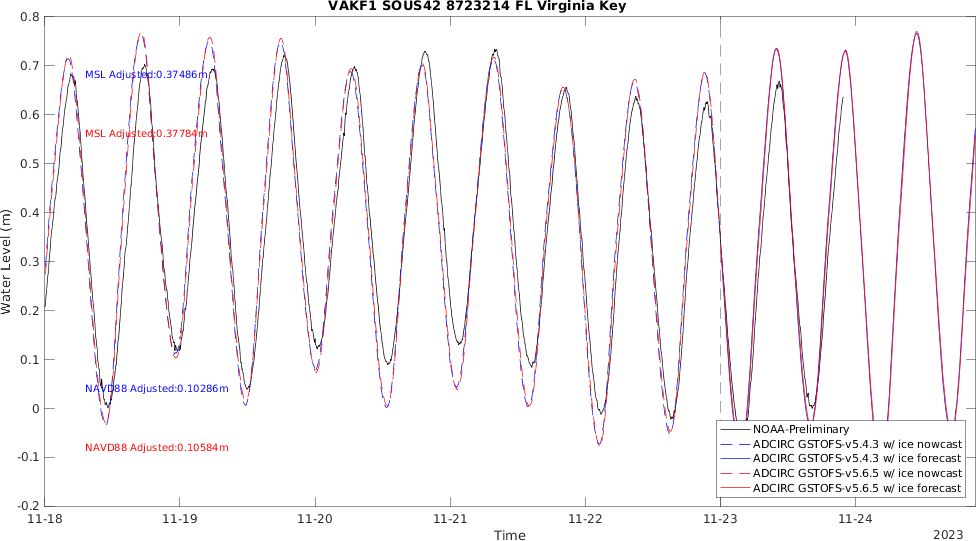 VAKF1 SOUS42 8723214 FL Virginia Key
0.8
0.7
0.6
0.5
0.4
0.3
0.2
0.1
0
-0.1
-0.2
Water Level (m)
MSL Adjusted:0.37486m
MSL Adjusted:0.37784m
NAVD88 Adjusted:0.10286m
NAVD88 Adjusted:0.10584m
NOAA-Preliminary
ADCIRC GSTOFS-v5.4.3 w/ ice nowcast
ADCIRC GSTOFS-v5.4.3 w/ ice forecast
ADCIRC GSTOFS-v5.6.5 w/ ice nowcast
ADCIRC GSTOFS-v5.6.5 w/ ice forecast
11-18 11-19 11-20 11-21 11-22 11-23 11-24
Time
2023